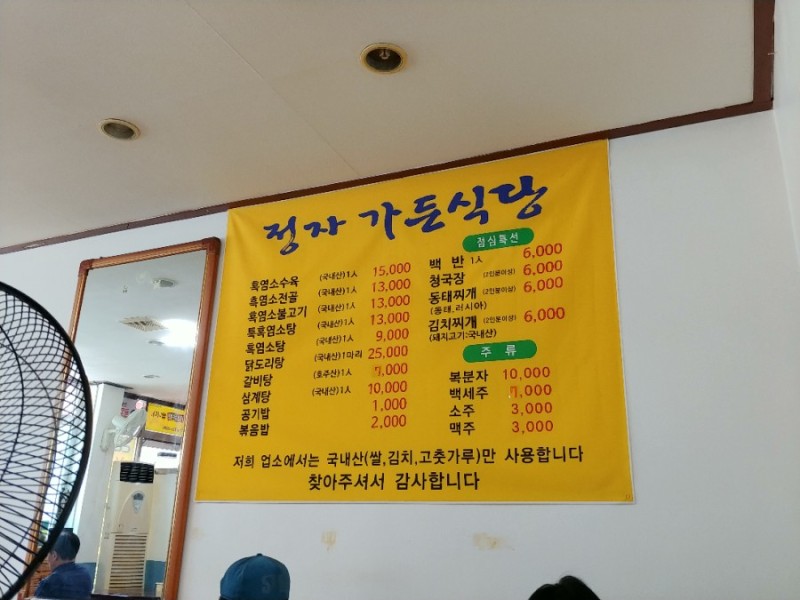 정자 가든식당
흑염소수육 (국내산)1人 15,000
흑염소전골 (국내산)1人 13,000
흑염소불고기 (국내산)1人 13,000
특흑염소탕 (국내산)1人 13,000
흑염소탕 (국내산)1人 9,000
닭도리탕 (국내산)1마리 25,000
갈비탕 (호주산)1人 7,000
삼계탕 (국내산)1人 10,000
공기밥 1,000
볶음밥 2,000
점심특선
백 반 1人 6,000
청국장 (2인분이상) 6,000
동태찌개 (2인분이상) 6,000
(동태,러시아)
김치찌개 (2인분이상) 6,000
(돼지고기:국내산)
주 류
복분자 10,000
백세주 7,000
소주 3,000
맥주 3,000
저희 업소에서는 국내산(쌀,김치,고춧가루)만 사용합니다
찾아주셔서 감사합니다